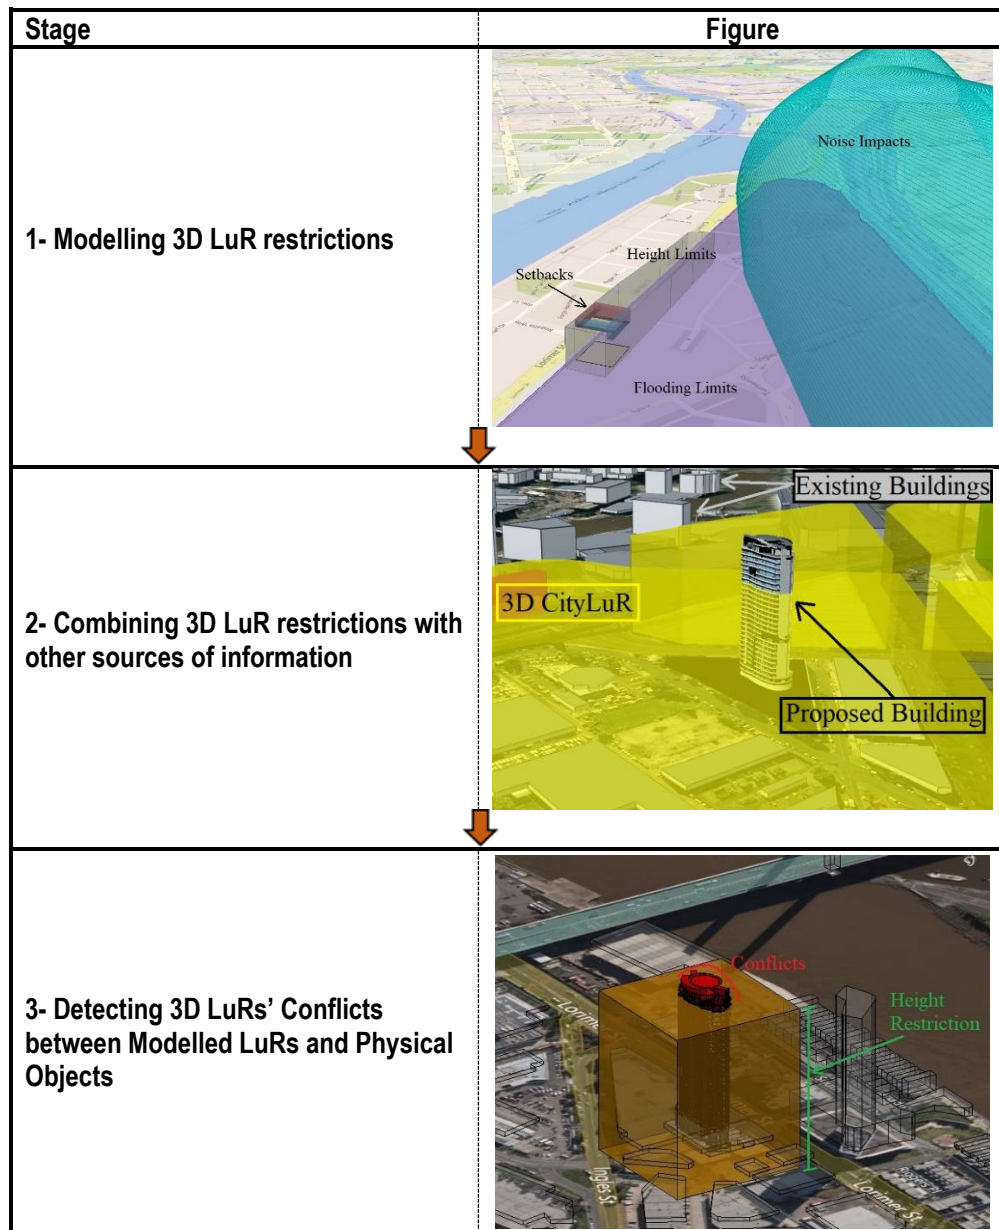 Stage
Figure
1- Modelling 3D LuR restrictions
Noise Impacts
Height Limits
Setbacks
Lorimer St
Flooding Limits
2- Combining 3D LuR restrictions with
other sources of information
Existing Buildings
3D CityLuR
Proposed Building
3- Detecting 3D LuRs’ Conflicts
between Modelled LuRs and Physical
Objects
Conflicts
Height
Restriction
Lorimer
Ingles St
Lorimer St